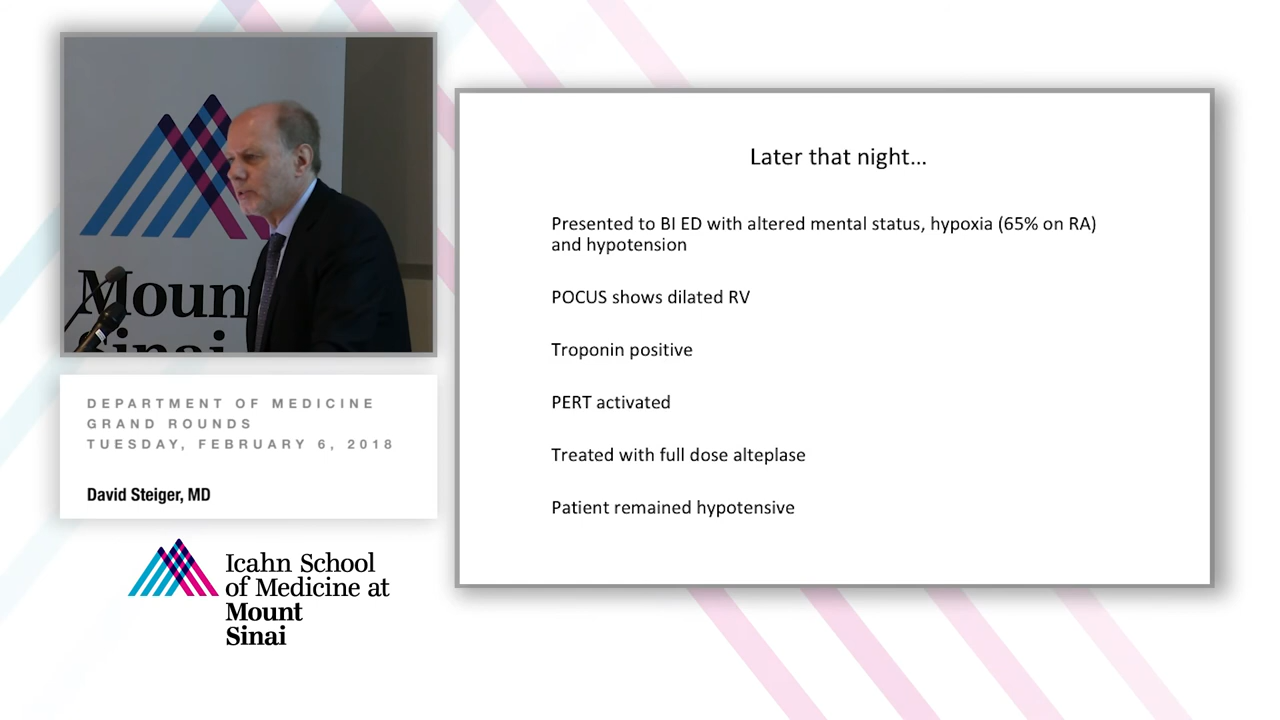 Mount
Sinai
Later that night...
Presented to BI ED with altered mental status, hypoxia (65% on RA)
and hypotension
POCUS shows dilated RV
Troponin positive
PERT activated
Treated with full dose alteplase
Patient remained hypotensive
DEPARTMENT OF MEDICINE
GRAND ROUNDS
TUESDAY, FEBRUARY 6, 2018
David Steiger, MD
Icahn School
of Medicine at
Mount
Sinai